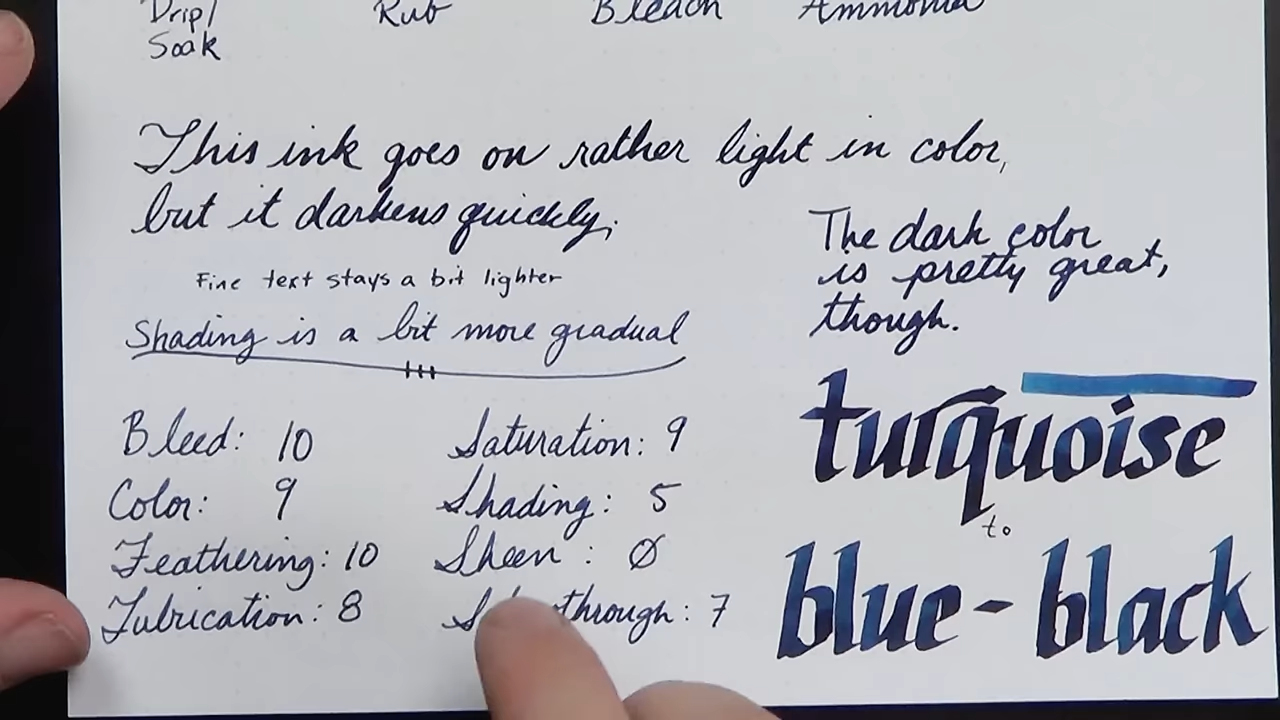 Drip/ Rub Bleach Ammonia
Soak
This ink goes on rather light in color,
but it darkens quickly.
Fine text stays a bit lighter
Shading is a bit more gradual
The dark color
is pretty great,
though.
turquoise
to
blue-black
Bleed: 10
Color: 9
Feathering: 10
Lubrication: 8
Saturation: 9
Shading: 5
Sheen: Ø
through: 7